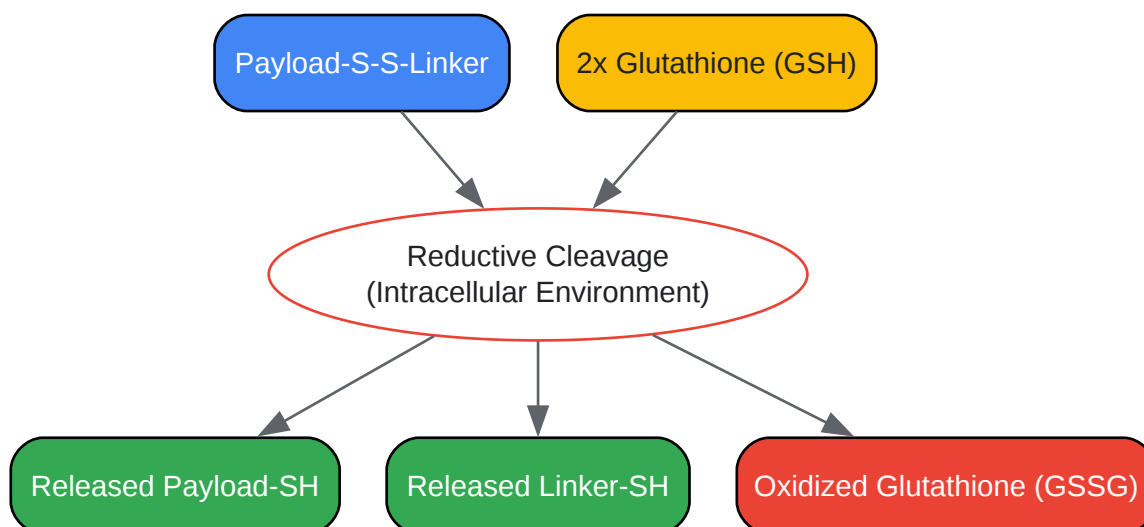 Payload-S-S-Linker
2x Glutathione (GSH)
Reductive Cleavage
(Intracellular Environment)
Released Payload-SH
Released Linker-SH
Oxidized Glutathione (GSSG)